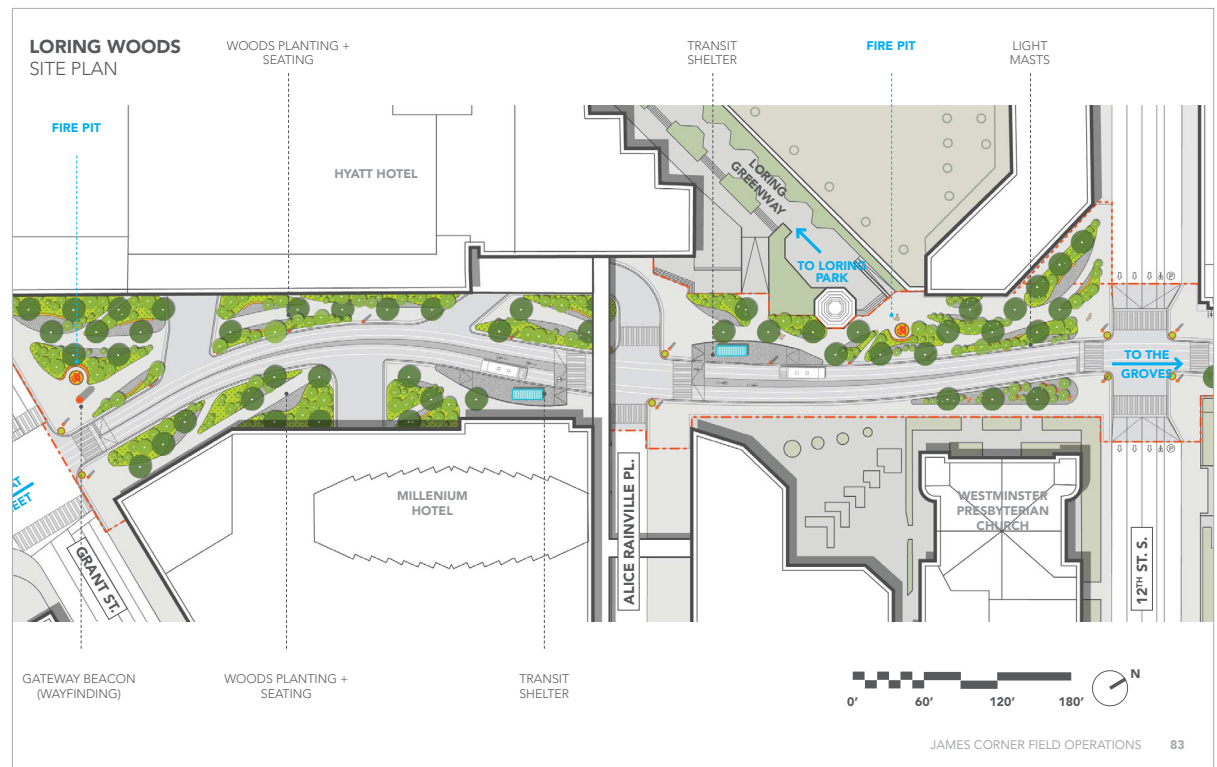 LORING WOODS
SITE PLAN
WOODS PLANTING +
SEATING
TRANSIT
SHELTER
FIRE PIT
LIGHT
MASTS
FIRE PIT
HYATT HOTEL
LORING
GREENWAY
TO LORING
PARK
TO THE
GROVES
MILLENIUM
HOTEL
WESTMINSTER
PRESBYTERIAN
CHURCH
GRANT ST.
ALICE RAINVILLE PL.
12TH ST. S.
GATEWAY BEACON
(WAYFINDING)
WOODS PLANTING +
SEATING
TRANSIT
SHELTER
N
0’ 60’ 120’ 180’
JAMES CORNER FIELD OPERATIONS 83